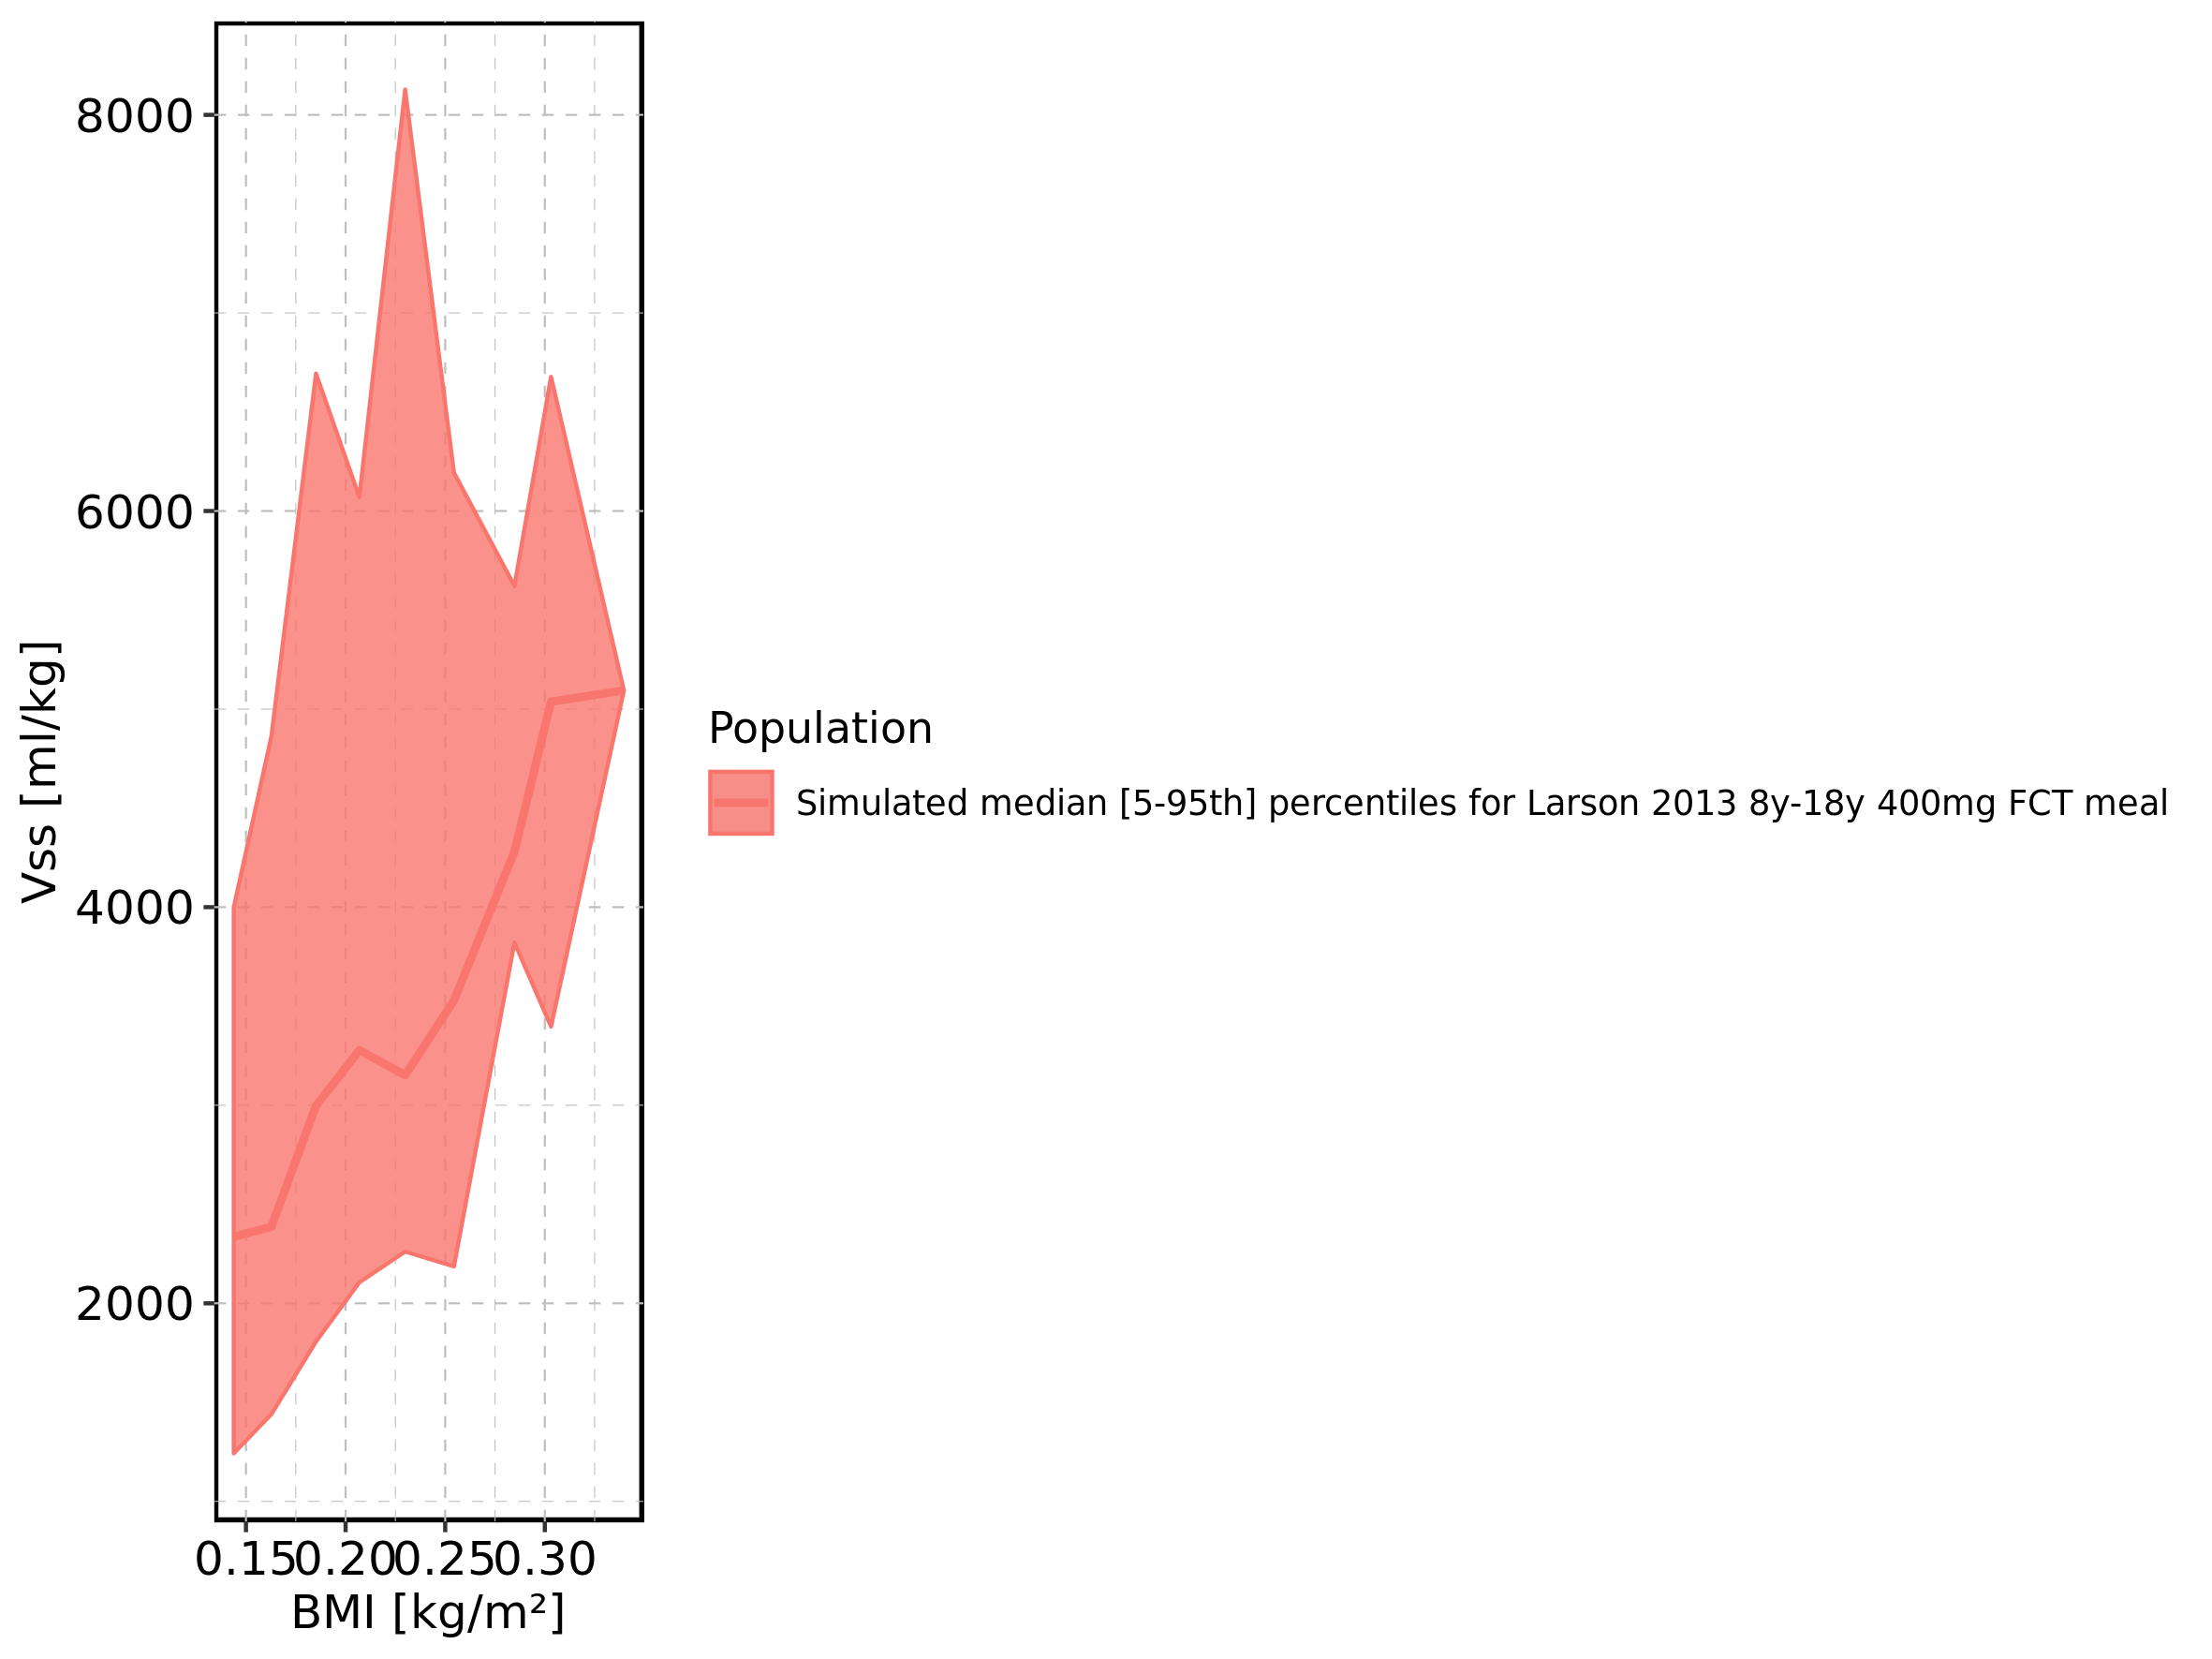 8000
6000
4000
2000
Vss [ml/kg]
0.15 0.20 0.25 0.30
BMI [kg/m²]
Population
Simulated median [5-95th] percentiles for Larson 2013 8y-18y 400mg FCT meal